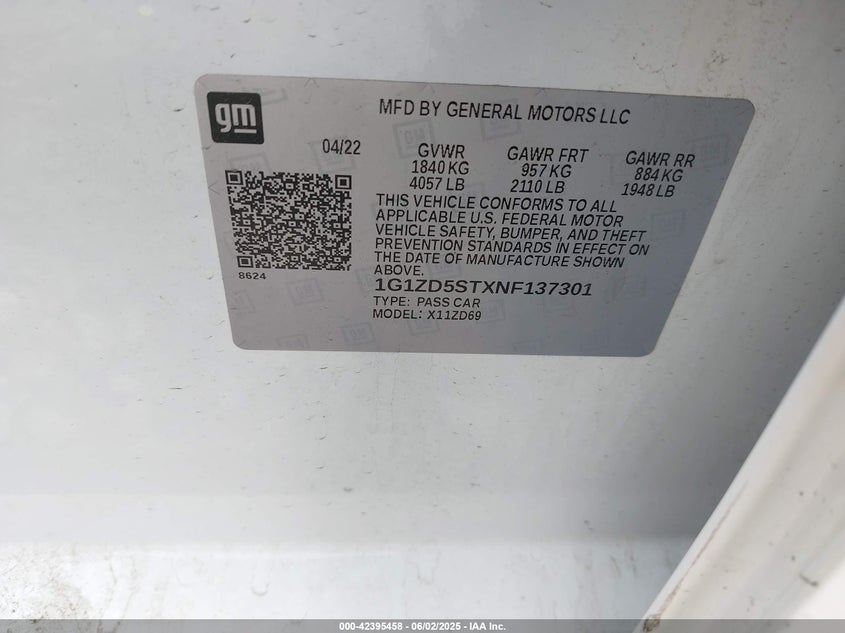 gm
MFD BY GENERAL MOTORS LLC
04/22
GVWR
1840 KG
4057 LB
GAWR FRT
957 KG
2110 LB
GAWR RR
884 KG
1948 LB
8624
THIS VEHICLE CONFORMS TO ALL
APPLICABLE U.S. FEDERAL MOTOR
VEHICLE SAFETY, BUMPER, AND THEFT
PREVENTION STANDARDS IN EFFECT ON
THE DATE OF MANUFACTURE SHOWN
ABOVE.
1G1ZD5STXNF137301
TYPE: PASS CAR
MODEL: X11ZD69
000-42395458 - 06/02/2025 - IAA Inc.